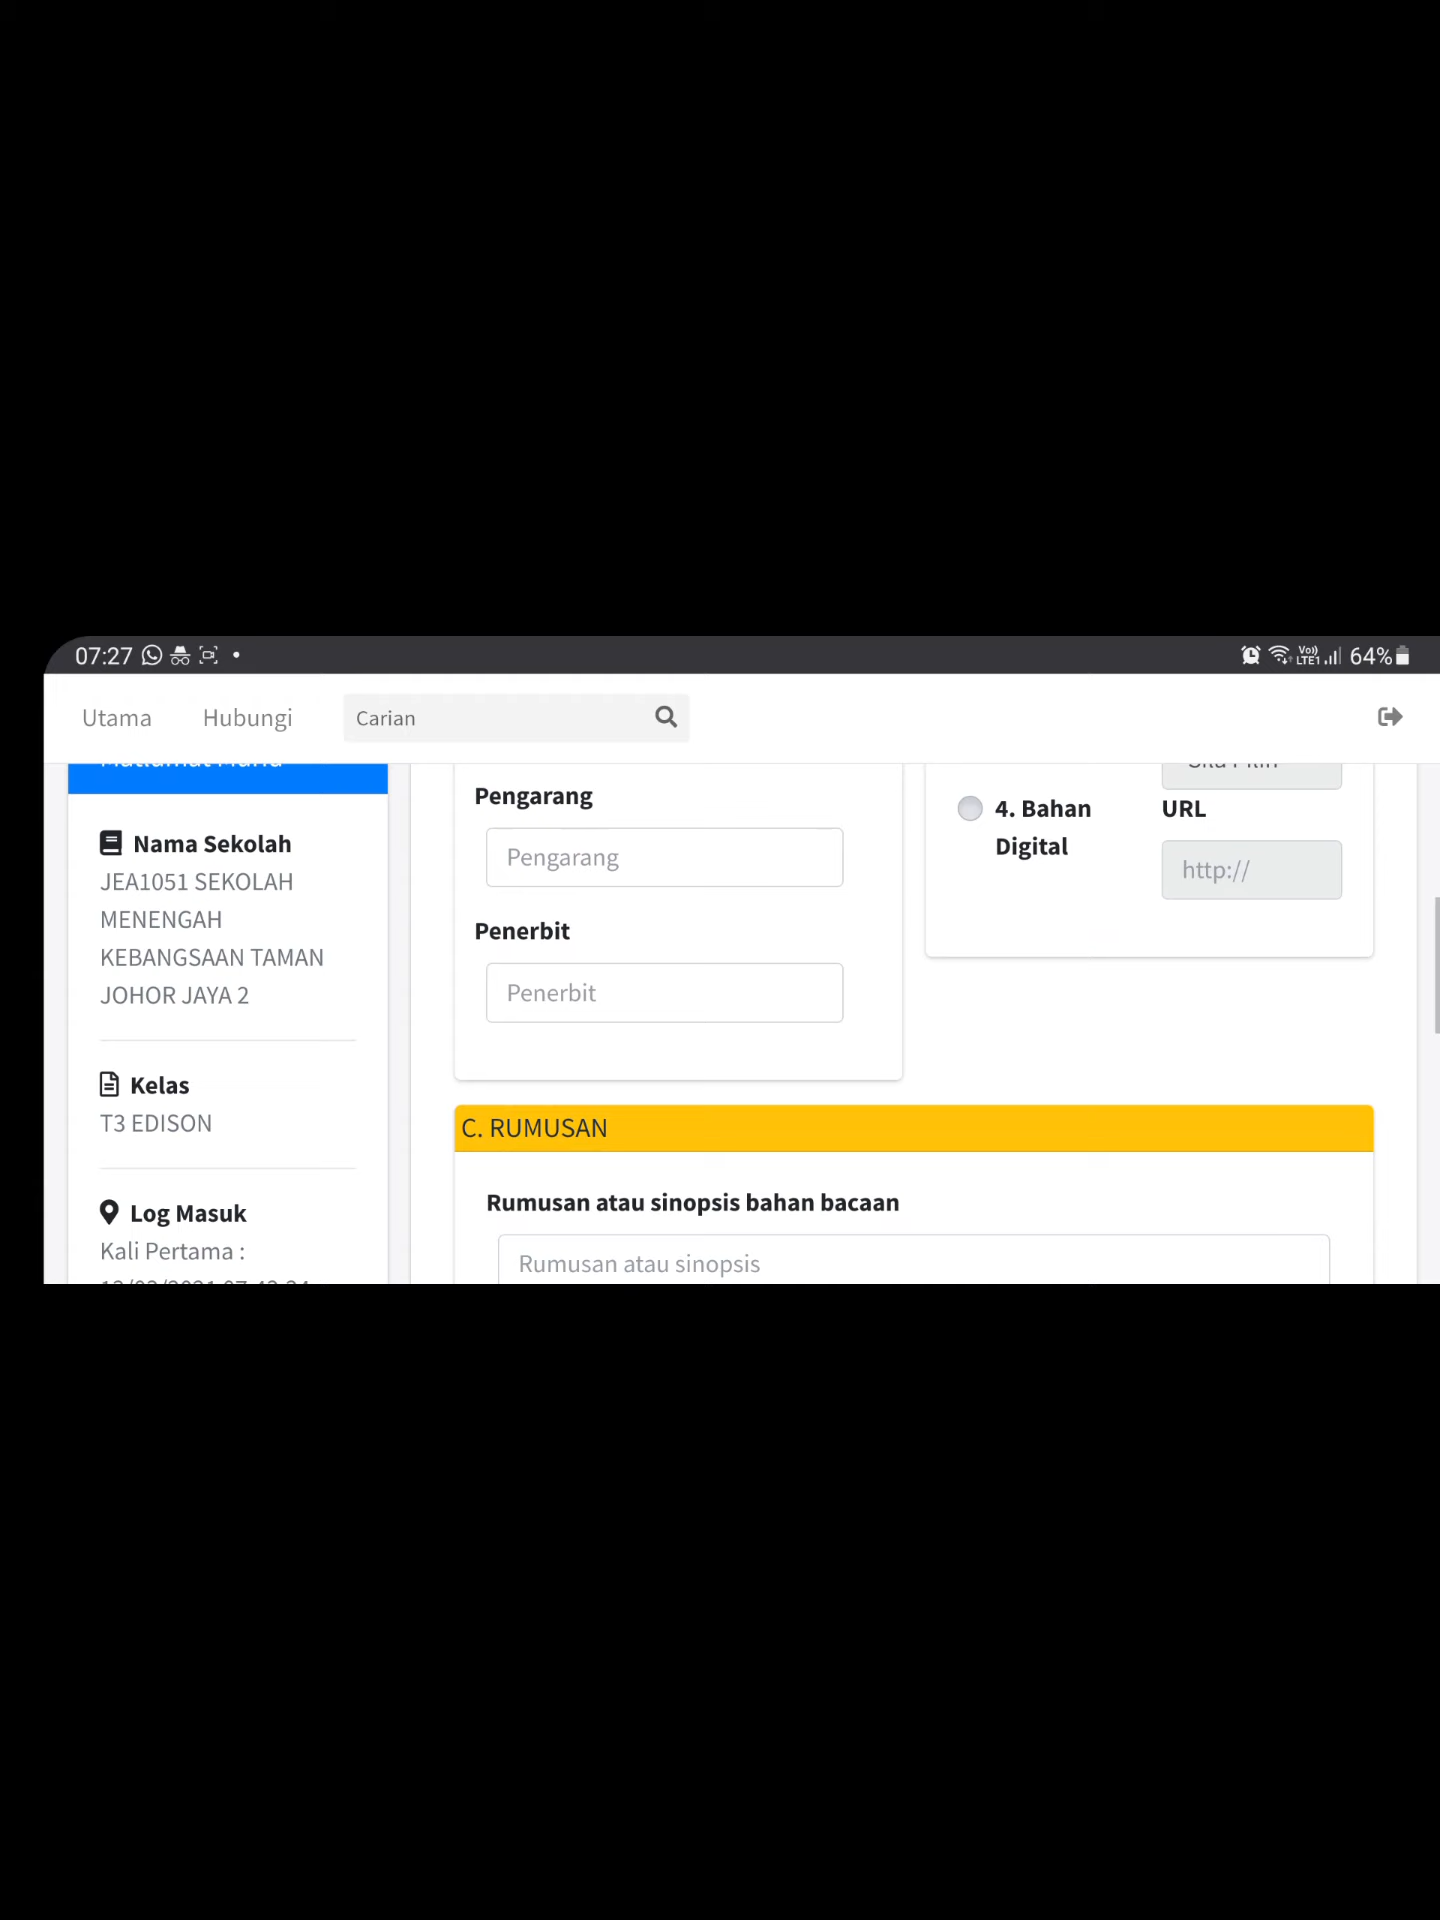 07:27
64%
Utama
Hubungi
Carian
Nama Sekolah
JEA1051 SEKOLAH
MENENGAH
KEBANGSAAN TAMAN
JOHOR JAYA 2
Kelas
T3 EDISON
Log Masuk
Kali Pertama :
Pengarang
Pengarang
Penerbit
Penerbit
4. Bahan
Digital
URL
http://
C. RUMUSAN
Rumusan atau sinopsis bahan bacaan
Rumusan atau sinopsis